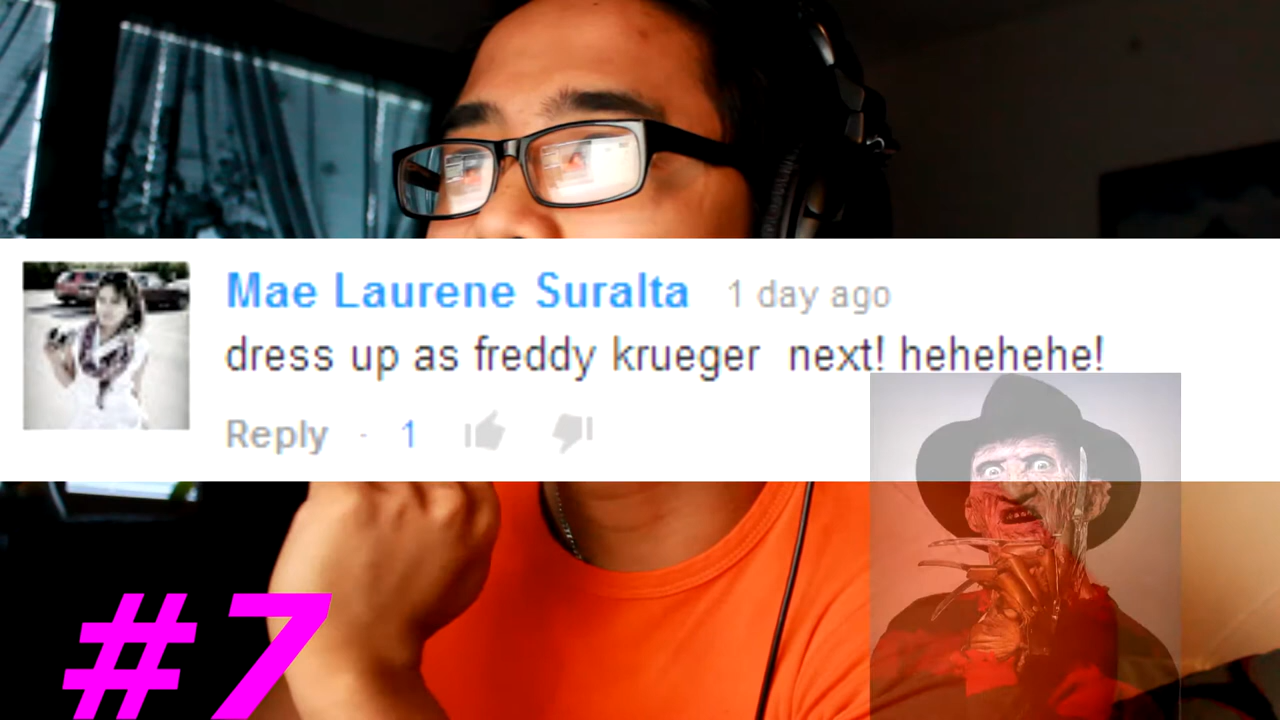 Mae Laurene Suralta 1 day ago
dress up as freddy krueger next! hehehehe!
Reply · 1
#7